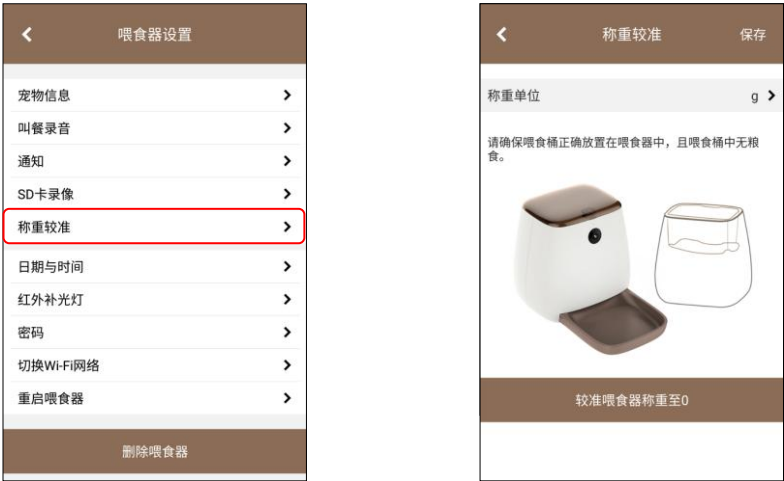 喂食器设置
宠物信息
叫餐录音
通知
SD卡录像
称重较准
日期与时间
红外补光灯
密码
切换Wi-Fi网络
重启喂食器
删除喂食器
称重较准
保存
称重单位
g
请确保喂食桶正确放置在喂食器中，且喂食桶中无粮
食。
较准喂食器称重至0